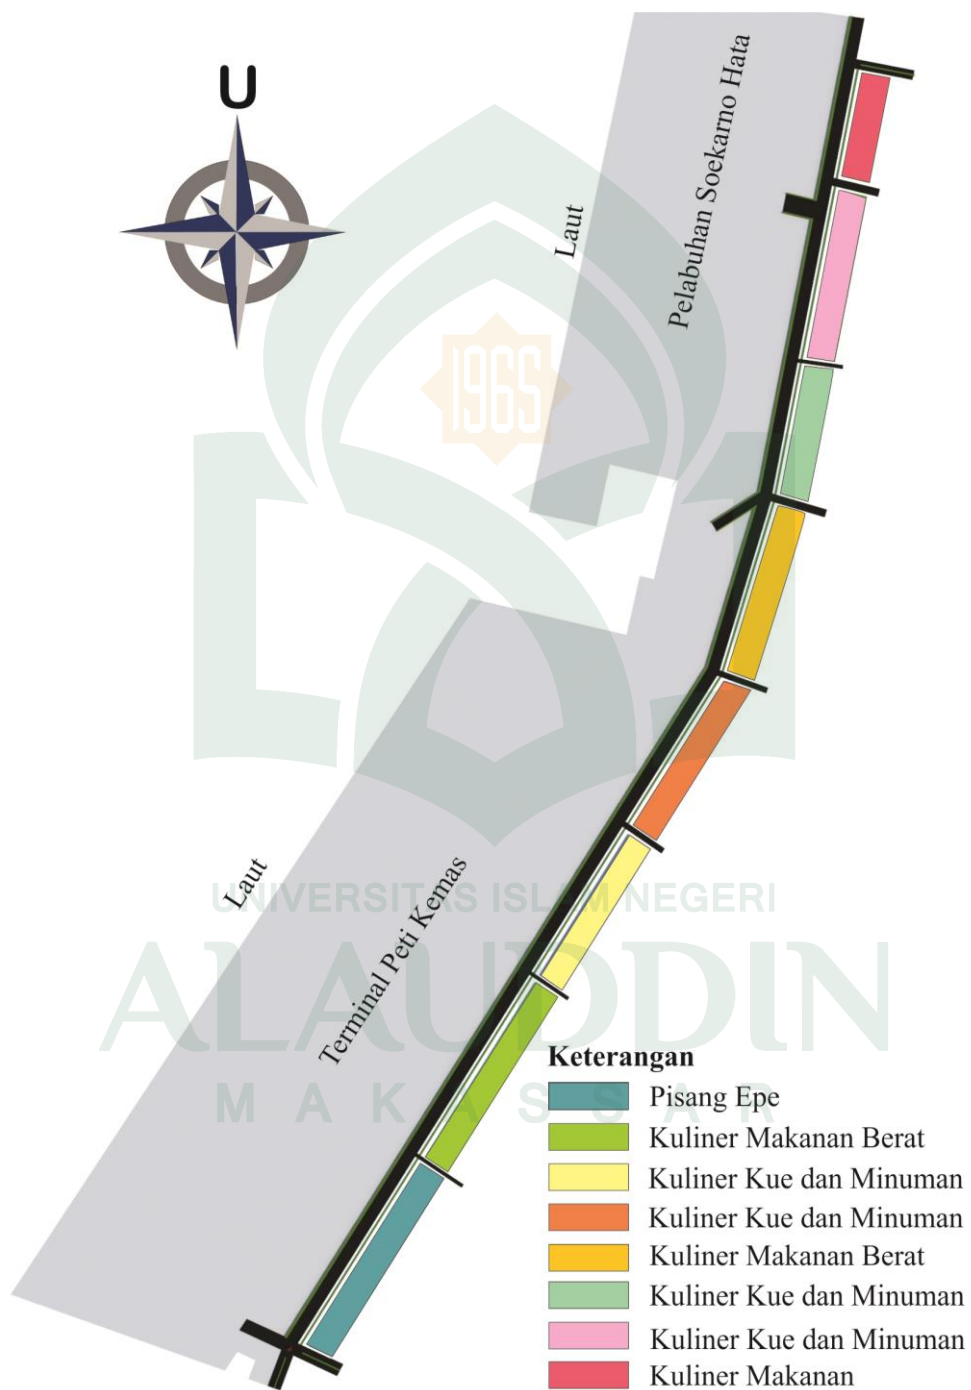 U
Laut
Pelabuhan Soekarno Hata
1965
Laut
Terminal Peti Kemas
UNIVERSITAS ISLAM NEGERI
ALAUDDIN
MAKASSAR
Keterangan
Pisang Epe
Kuliner Makanan Berat
Kuliner Kue dan Minuman
Kuliner Kue dan Minuman
Kuliner Makanan Berat
Kuliner Kue dan Minuman
Kuliner Kue dan Minuman
Kuliner Makanan